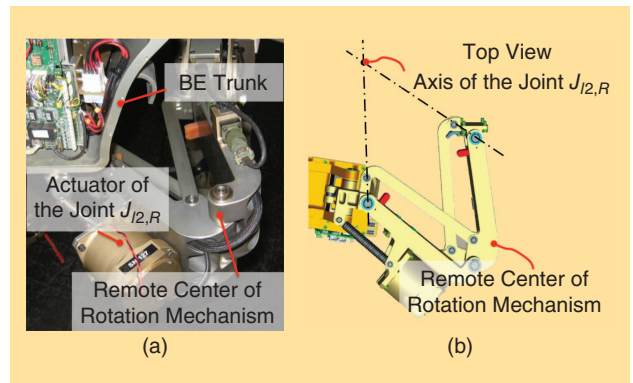 BE Trunk
Actuator of
the Joint J_{l2,R}
Remote Center of
Rotation Mechanism
(a)
Top View
Axis of the Joint J_{l2,R}
Remote Center of
Rotation Mechanism
(b)